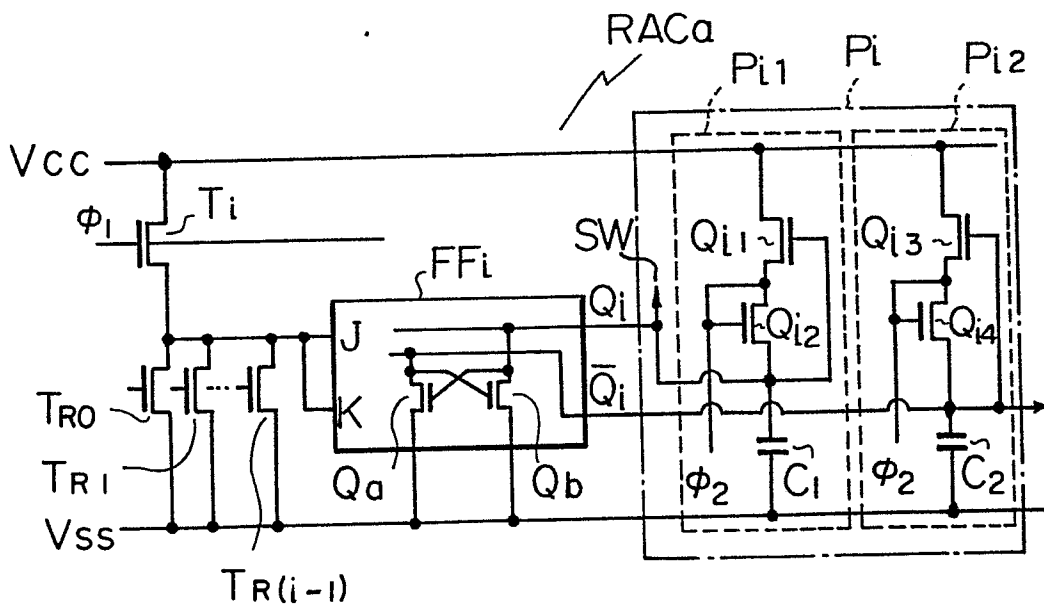 RACa
Pi1
Pi
Pi2
VCC
ϕ1
Ti
SW
Qi1
Qi3
FFi
Qi
Qi2
Qi4
J
Q̅i
K
TR0
TR1
Qa
Qb
ϕ2
C1
ϕ2
C2
VSS
TR(i-1)